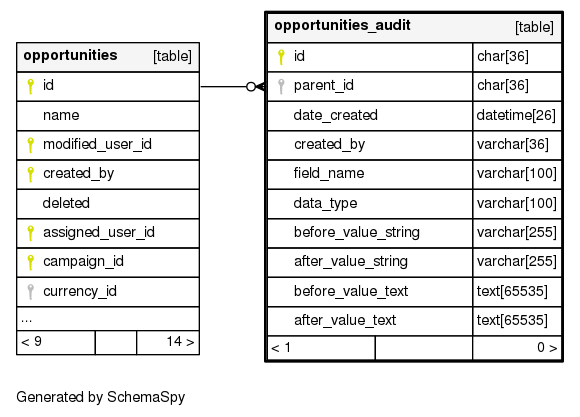 opportunities [table]
id
name
modified_user_id
created_by
deleted
assigned_user_id
campaign_id
currency_id
...
< 9 14 >
opportunities_audit [table]
id char[36]
parent_id char[36]
date_created datetime[26]
created_by varchar[36]
field_name varchar[100]
data_type varchar[100]
before_value_string varchar[255]
after_value_string varchar[255]
before_value_text text[65535]
after_value_text text[65535]
< 1 0 >
Generated by SchemaSpy